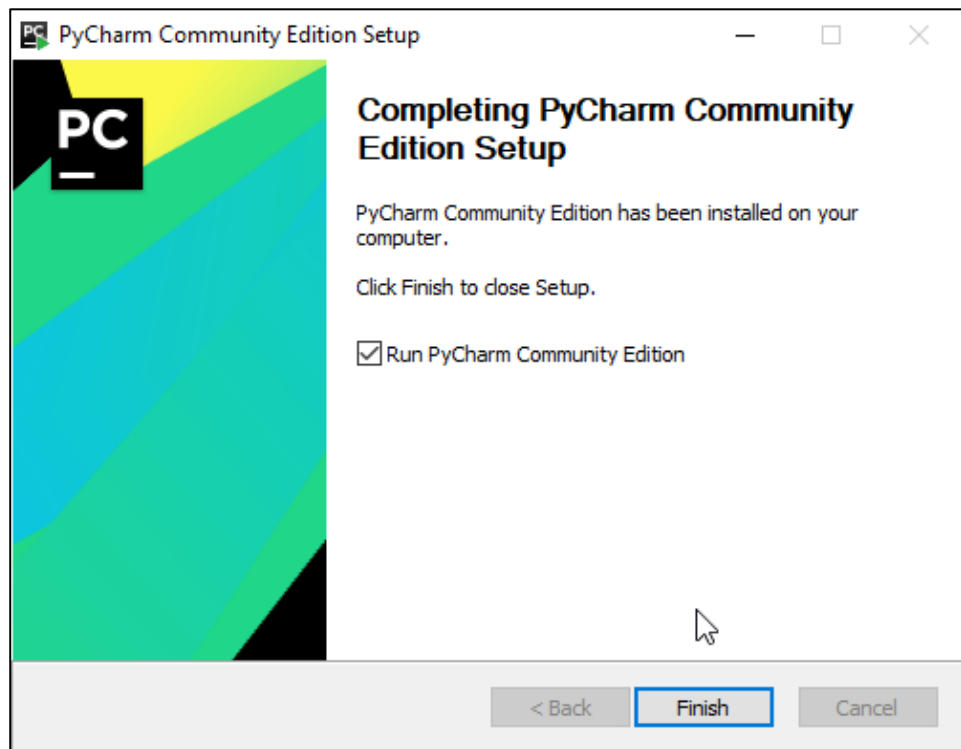 PyCharm Community Edition Setup
PC
Completing PyCharm Community
Edition Setup
PyCharm Community Edition has been installed on your
computer.
Click Finish to close Setup.
Run PyCharm Community Edition
< Back
Finish
Cancel